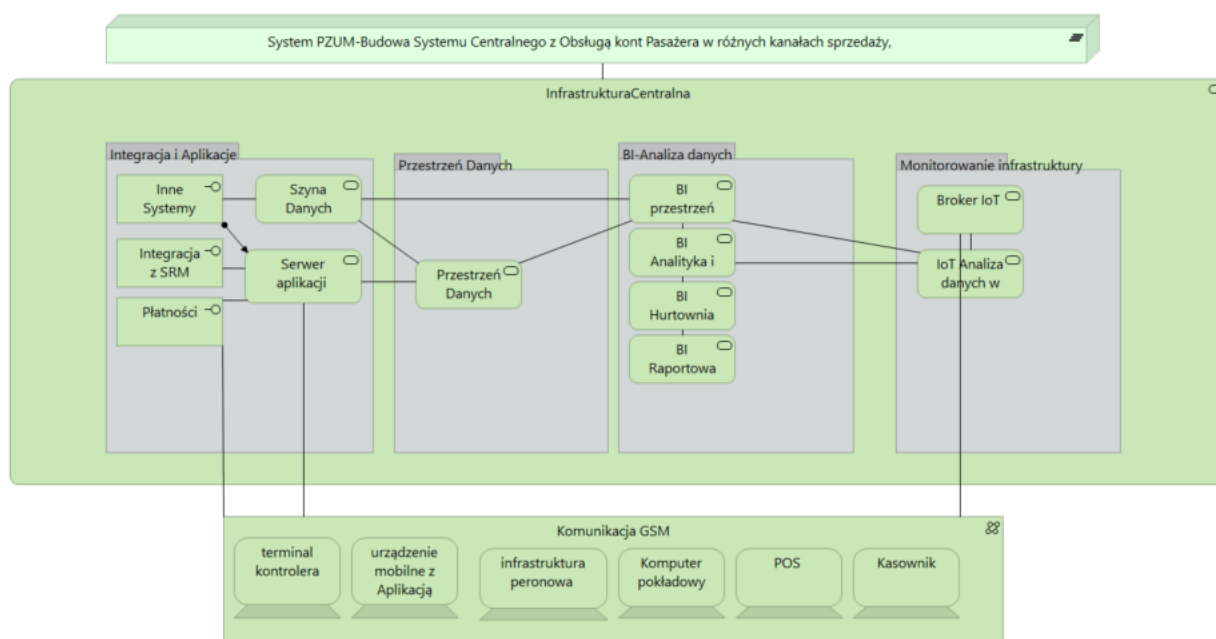 System PZUM-Budowa Systemu Centralnego z Obsługą kont Pasażera w różnych kanałach sprzedaży,
InfrastrukturaCentralna
Integracja i Aplikacje
Inne
Systemy
Szyna
Danych
Integracja
z SRM
Serwer
aplikacji
Płatności
Przestrzeń Danych
Przestrzeń
Danych
BI-Analiza danych
BI
przestrzeń
BI
Analityka i
BI
Hurtownia
BI
Raportowa
Monitorowanie infrastruktury
Broker IoT
IoT Analiza
danych w
Komunikacja GSM
terminal
kontrolera
urządzenie
mobilne z
Aplikacją
infrastruktura
peronowa
Komputer
pokładowy
POS
Kasownik